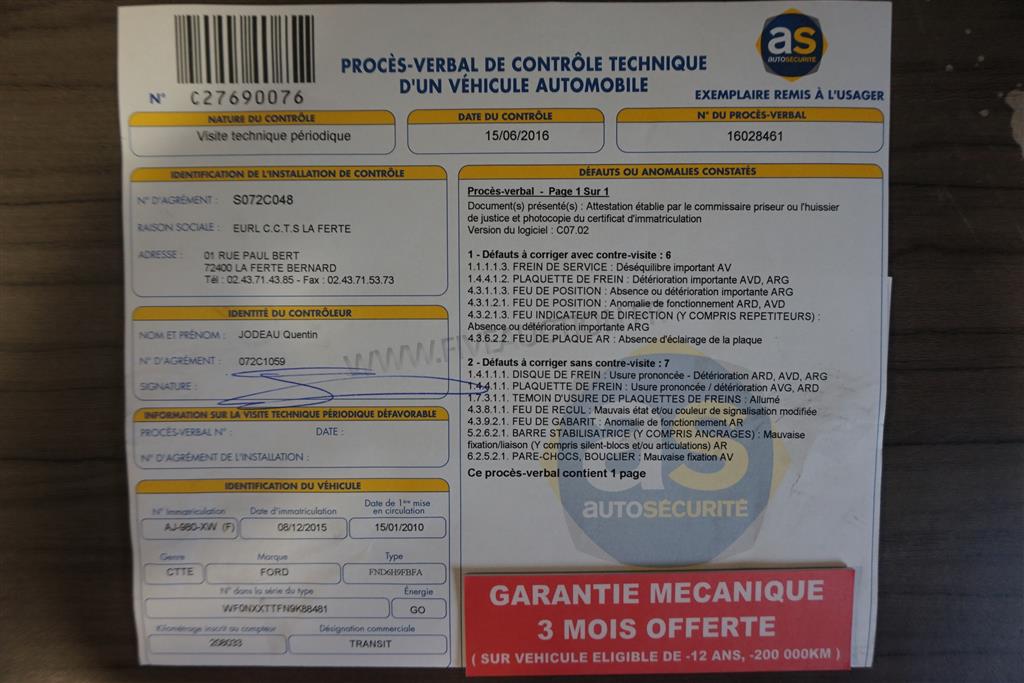 as
AUTOSÉCURITÉ
PROCÈS-VERBAL DE CONTRÔLE TECHNIQUE
D'UN VÉHICULE AUTOMOBILE
N° C27690076
EXEMPLAIRE REMIS À L'USAGER
NATURE DU CONTRÔLE
Visite technique périodique
DATE DU CONTRÔLE
15/06/2016
N° DU PROCÈS-VERBAL
16028461
IDENTIFICATION DE L'INSTALLATION DE CONTRÔLE
N° D'AGRÉMENT : S072C048
RAISON SOCIALE : EURL C.C.T.S LA FERTE
ADRESSE : 01 RUE PAUL BERT
72400 LA FERTE BERNARD
Tél : 02.43.71.43.85 - Fax : 02.43.71.53.73
IDENTITÉ DU CONTRÔLEUR
NOM ET PRÉNOM : JODEAU Quentin
N° D'AGRÉMENT : 072C1059
SIGNATURE :
INFORMATION SUR LA VISITE TECHNIQUE PÉRIODIQUE DÉFAVORABLE
PROCÈS-VERBAL N° : DATE :
N° D'AGRÉMENT DE L'INSTALLATION :
IDENTIFICATION DU VÉHICULE
N° Immatriculation
AJ-980-XW (F)
Date d'immatriculation
08/12/2015
Date de 1ère mise
en circulation
15/01/2010
Genre
CTTE
Marque
FORD
Type
FND6H9FBFA
N° dans la série du type
WF0NXXTTFN9K88481
Énergie
GO
Kilométrage inscrit au compteur
208033
Désignation commerciale
TRANSIT
DÉFAUTS OU ANOMALIES CONSTATÉS
Procès-verbal - Page 1 Sur 1
Document(s) présenté(s) : Attestation établie par le commissaire priseur ou l'huissier
de justice et photocopie du certificat d'immatriculation
Version du logiciel : C07.02
1 - Défauts à corriger avec contre-visite : 6
1.1.1.1.3. FREIN DE SERVICE : Déséquilibre important AV
1.4.4.1.2. PLAQUETTE DE FREIN : Détérioration importante AVD, ARG
4.3.1.1.3. FEU DE POSITION : Absence ou détérioration importante ARG
4.3.1.2.1. FEU DE POSITION : Anomalie de fonctionnement ARD, AVD
4.3.2.1.3. FEU INDICATEUR DE DIRECTION (Y COMPRIS REPETITEURS) :
Absence ou détérioration importante ARG
4.3.6.2.2. FEU DE PLAQUE AR : Absence d'éclairage de la plaque
2 - Défauts à corriger sans contre-visite : 7
1.4.1.1.1. DISQUE DE FREIN : Usure prononcée - Détérioration ARD, AVD, ARG
1.4.4.1.1. PLAQUETTE DE FREIN : Usure prononcée / détérioration AVG, ARD
1.7.3.1.1. TEMOIN D'USURE DE PLAQUETTES DE FREINS : Allumé
4.3.8.1.1. FEU DE RECUL : Mauvais état et/ou couleur de signalisation modifiée
4.3.9.2.1. FEU DE GABARIT : Anomalie de fonctionnement AR
5.2.6.2.1. BARRE STABILISATRICE (Y COMPRIS ANCRAGES) : Mauvaise
fixation/liaison (Y compris silent-blocs et/ou articulations) AR
6.2.5.2.1. PARE-CHOCS, BOUCLIER : Mauvaise fixation AV
Ce procès-verbal contient 1 page
as
AUTOSÉCURITÉ
GARANTIE MECANIQUE
3 MOIS OFFERTE
( SUR VEHICULE ELIGIBLE DE -12 ANS, -200 000KM )